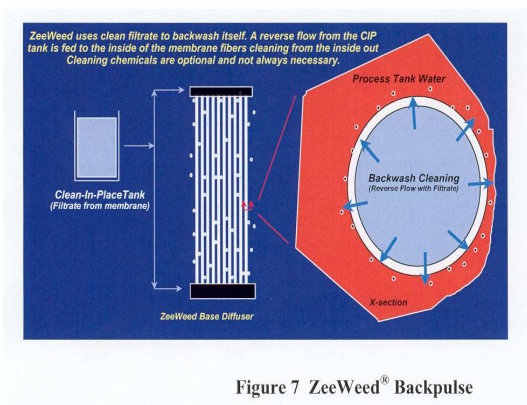 ZeeWeed uses clean filtrate to backwash itself. A reverse flow from the CIP
tank is fed to the inside of the membrane fibers cleaning from the inside out
Cleaning chemicals are optional and not always necessary.
Process Tank Water
Backwash Cleaning
(Reverse Flow with Filtrate)
Clean-In-PlaceTank
(Filtrate from membrane)
X-section
ZeeWeed Base Diffuser
Figure 7 ZeeWeed® Backpulse